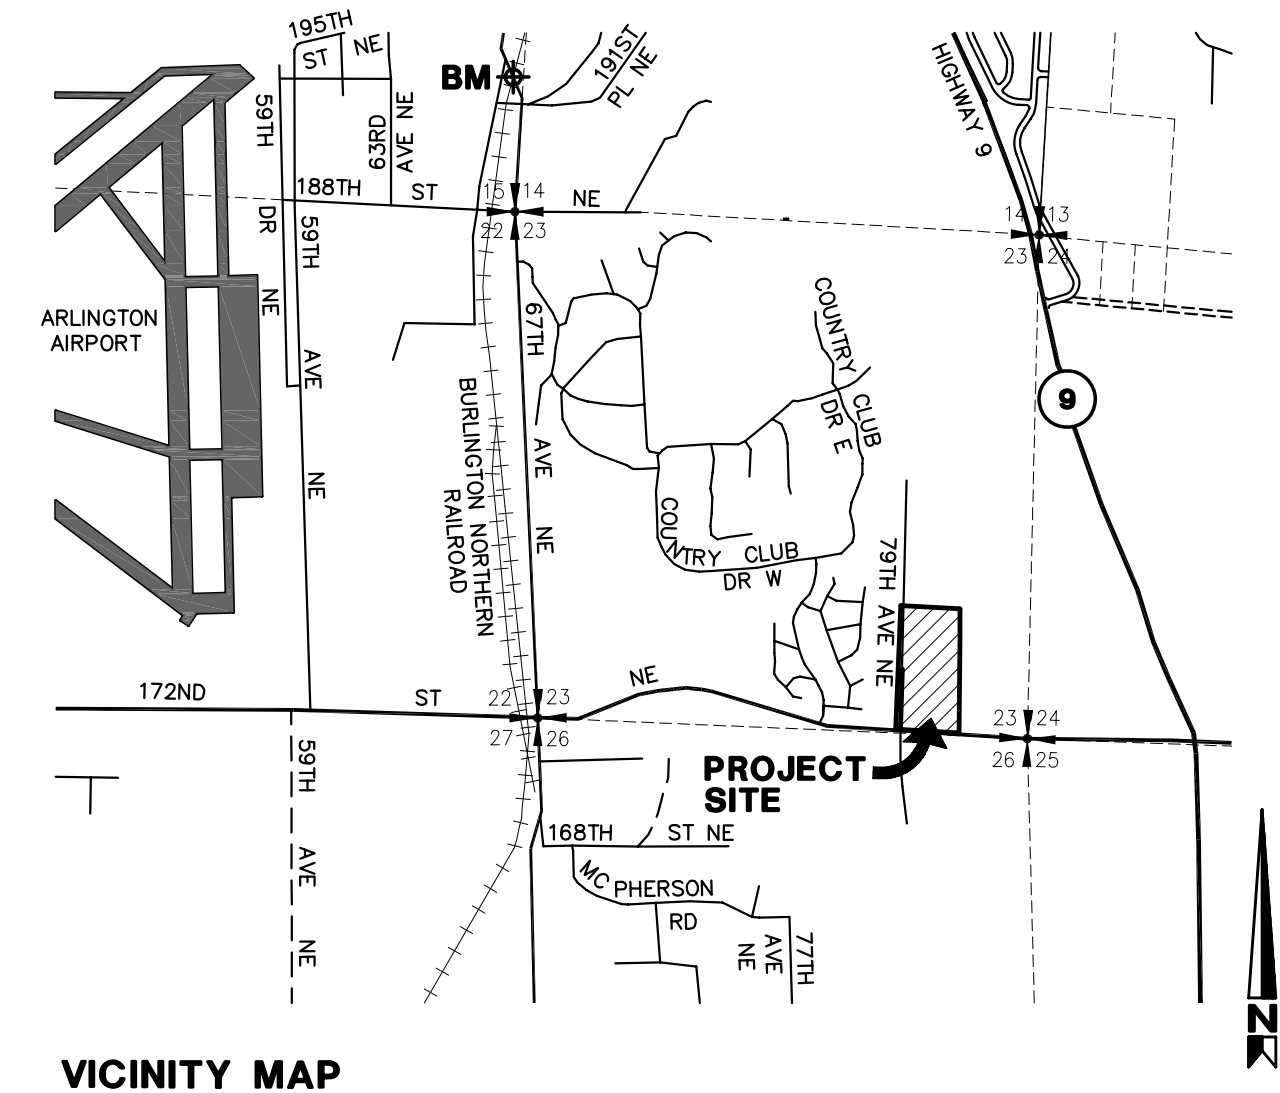 195TH
ST NE
BM
191ST
PL NE
HIGHWAY 9
59TH
DR
NE
63RD
AVE NE
188TH ST NE
15 14
22 23
14 13
23 24
59TH
AVE
NE
ARLINGTON
AIRPORT
67TH
AVE
NE
BURLINGTON NORTHERN
RAILROAD
COUNTRY CLUB
DR E
9
COUNTRY CLUB
DR W
79TH AVE NE
172ND ST NE
22 23
27 26
23 24
26 25
PROJECT
SITE
59TH
AVE
NE
168TH ST NE
MC PHERSON
RD
77TH
AVE
NE
N
VICINITY MAP